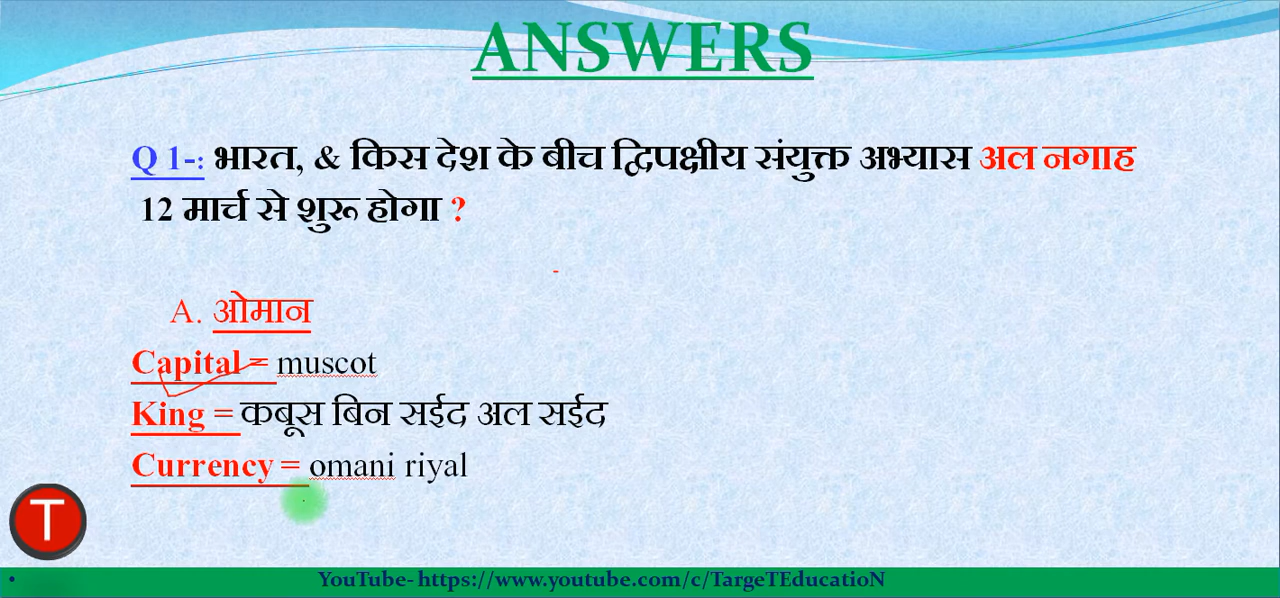 ANSWERS
Q 1-: भारत, & किस देश के बीच द्विपक्षीय संयुक्त अभ्यास अल नगाह
12 मार्च से शुरू होगा ?
A. ओमान
Capital = muscot
King = कबूस बिन सईद अल सईद
Currency = omani riyal
T
• YouTube- https://www.youtube.com/c/TargeTEducatioN